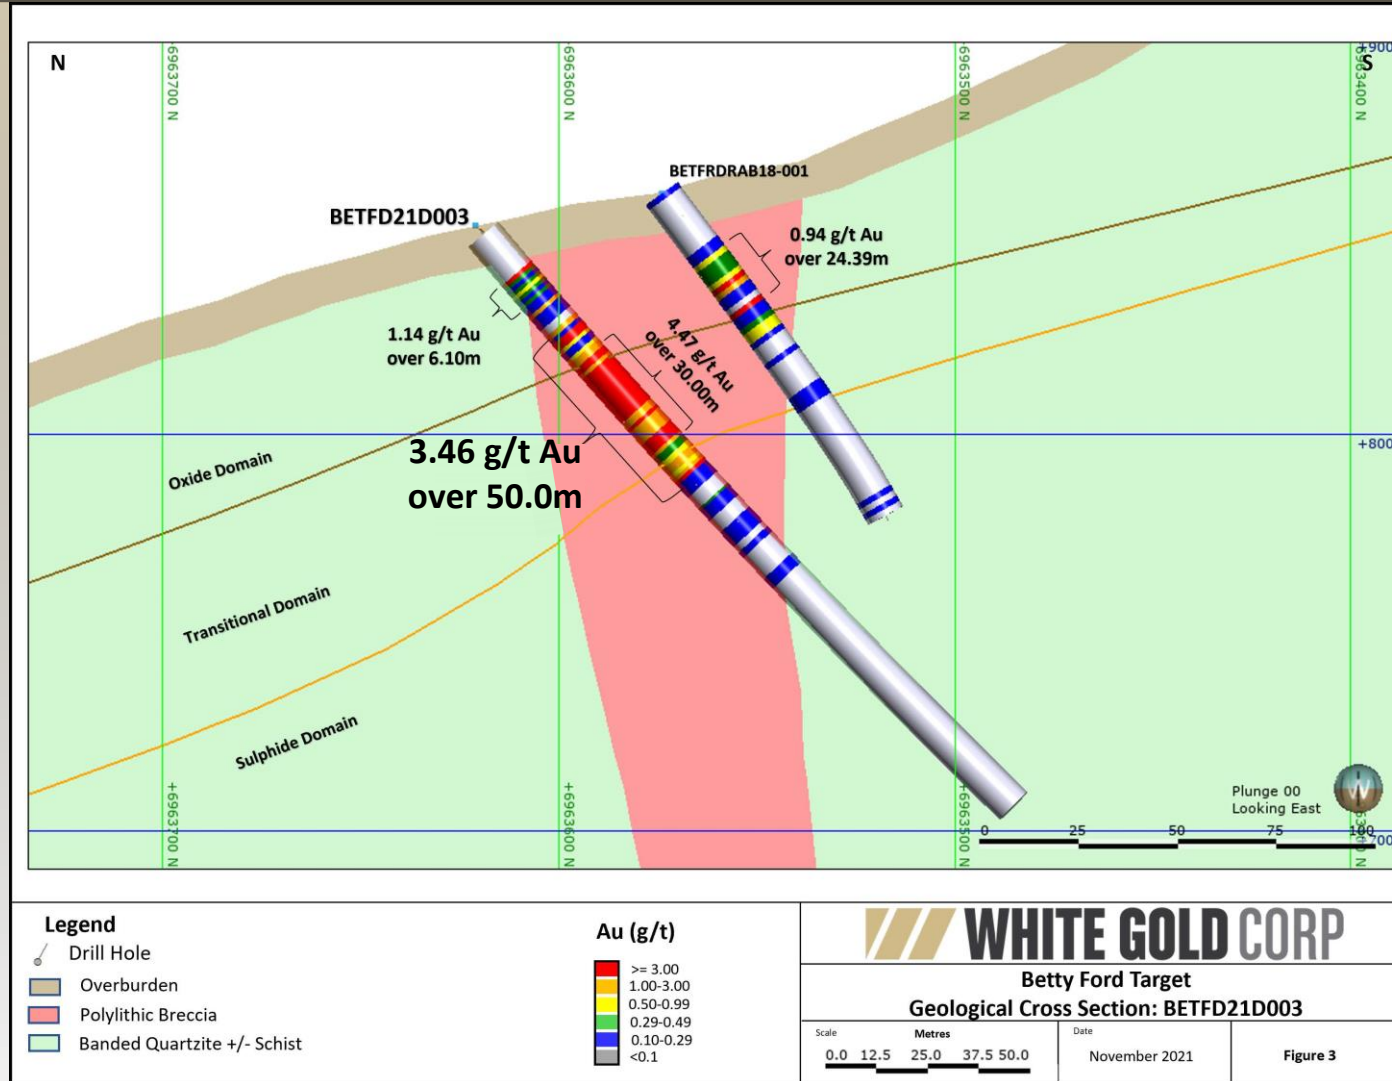 N
S
6963700 N
6963600 N
6963500 N
6963400 N
+900
BETFRDRAB18-001
BETFD21D003
0.94 g/t Au
over 24.39m
1.14 g/t Au
over 6.10m
4.47 g/t Au
over 30.00m
3.46 g/t Au
over 50.0m
+800
Oxide Domain
Transitional Domain
Sulphide Domain
Plunge 00
Looking East
0 25 50 75 100
+6963700 N
+6963600 N
+6963500 N
Legend
Drill Hole
Overburden
Polylithic Breccia
Banded Quartzite +/- Schist
Au (g/t)
>= 3.00
1.00-3.00
0.50-0.99
0.29-0.49
0.10-0.29
<0.1
WHITE GOLD CORP
Betty Ford Target
Geological Cross Section: BETFD21D003
Scale
Metres
0.0 12.5 25.0 37.5 50.0
Date
November 2021
Figure 3